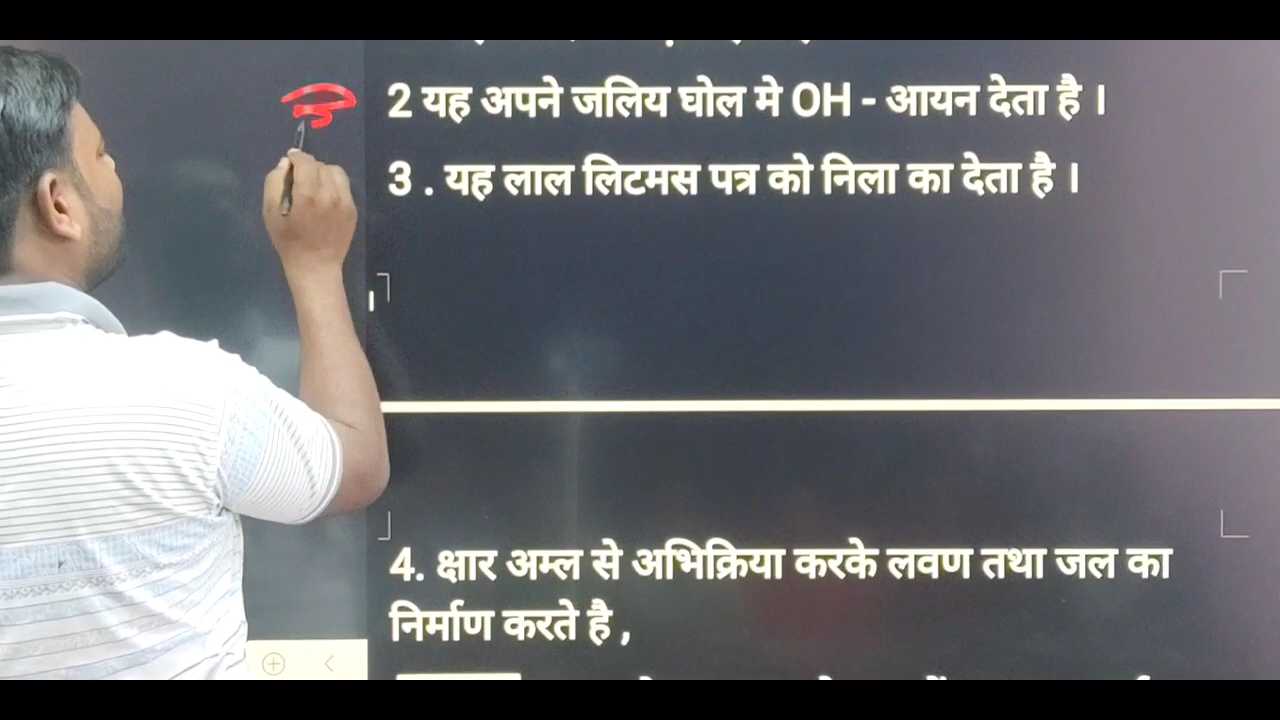 2 यह अपने जलिय घोल मे OH - आयन देता है ।
3 . यह लाल लिटमस पत्र को निला का देता है ।
4. क्षार अम्ल से अभिक्रिया करके लवण तथा जल का
निर्माण करते है ,